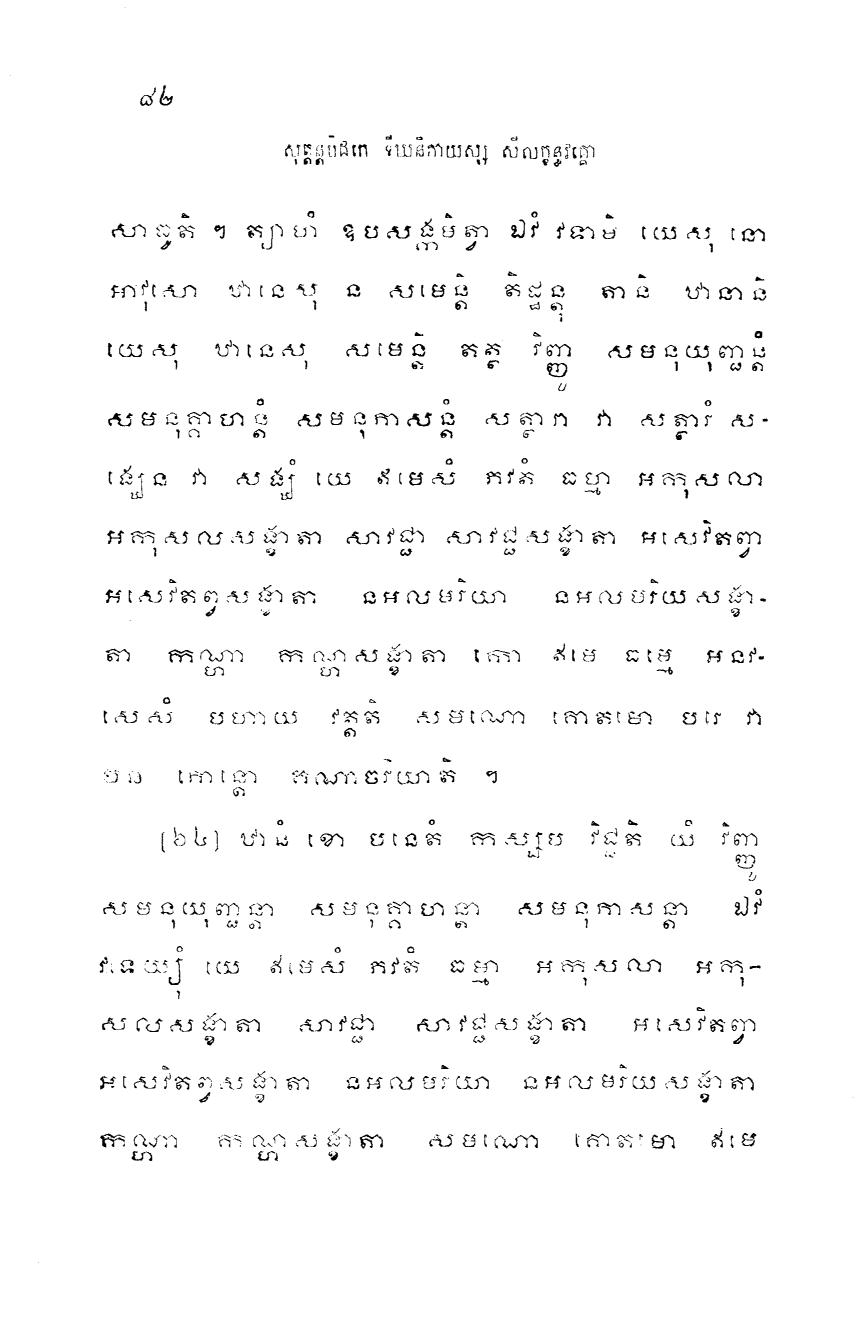 ៨២
សុត្តន្តបិដកេ ទីឃនិកាយស្ស សីលក្ខន្ធវគ្គោ
សាធូតិ ៗ ត្យាហំ ឧបសង្កមិត្វា ឯវំ វទាមិ យេសុ នោ
អាវុសោ ឋានេសុ ន សមេន្តិ តិដ្ឋន្តុ តានិ ឋានានិ
យេសុ ឋានេសុ សមេន្តិ តត្ថ វិញ្ញូ សមនុយុញ្ជន្តំ
សមនុគ្គាហន្តំ សមនុភាសន្តំ សត្ថារា វា សត្ថារំ ស-
ង្ឃេន វា សង្ឃំ យេ ឥមេសំ ភវតំ ធម្មា អកុសលា
អកុសលសង្ខាតា សាវជ្ជា សាវជ្ជសង្ខាតា អសេវិតព្វា
អសេវិតព្វសង្ខាតា នអលមរិយា នអលមរិយសង្ខា-
តា កណ្ហា កណ្ហសង្ខាតា កោ ឥមេ ធម្មេ អនវ-
សេសំ បហាយ វត្តតិ សមណោ គោតមោ បរេ វា
បន ភោន្តោ គណាចរិយាតិ ៗ
[៦៤] ឋានំ ខោ បនេតំ កស្សប វិជ្ជតិ យំ វិញ្ញូ
សមនុយុញ្ជន្តា សមនុគ្គាហន្តា សមនុភាសន្តា ឯវំ
វទេយ្យុំ យេ ឥមេសំ ភវតំ ធម្មា អកុសលា អកុ-
សលសង្ខាតា សាវជ្ជា សាវជ្ជសង្ខាតា អសេវិតព្វា
អសេវិតព្វសង្ខាតា នអលមរិយា នអលមរិយសង្ខាតា
កណ្ហា កណ្ហសង្ខាតា សមណោ គោតមោ ឥមេ